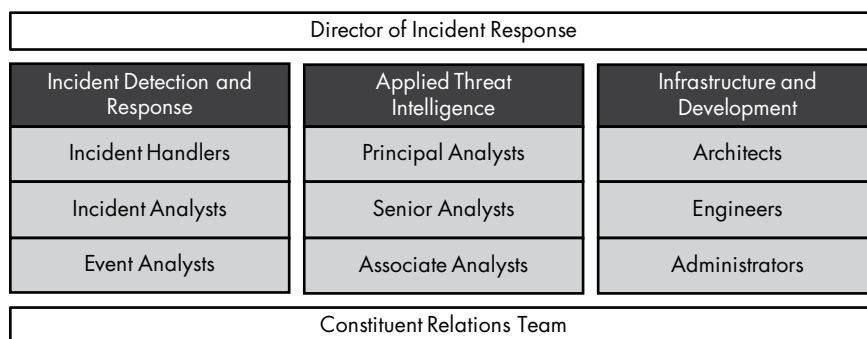 Director of Incident Response
Incident Detection and
Response
Incident Handlers
Incident Analysts
Event Analysts
Applied Threat
Intelligence
Principal Analysts
Senior Analysts
Associate Analysts
Infrastructure and
Development
Architects
Engineers
Administrators
Constituent Relations Team